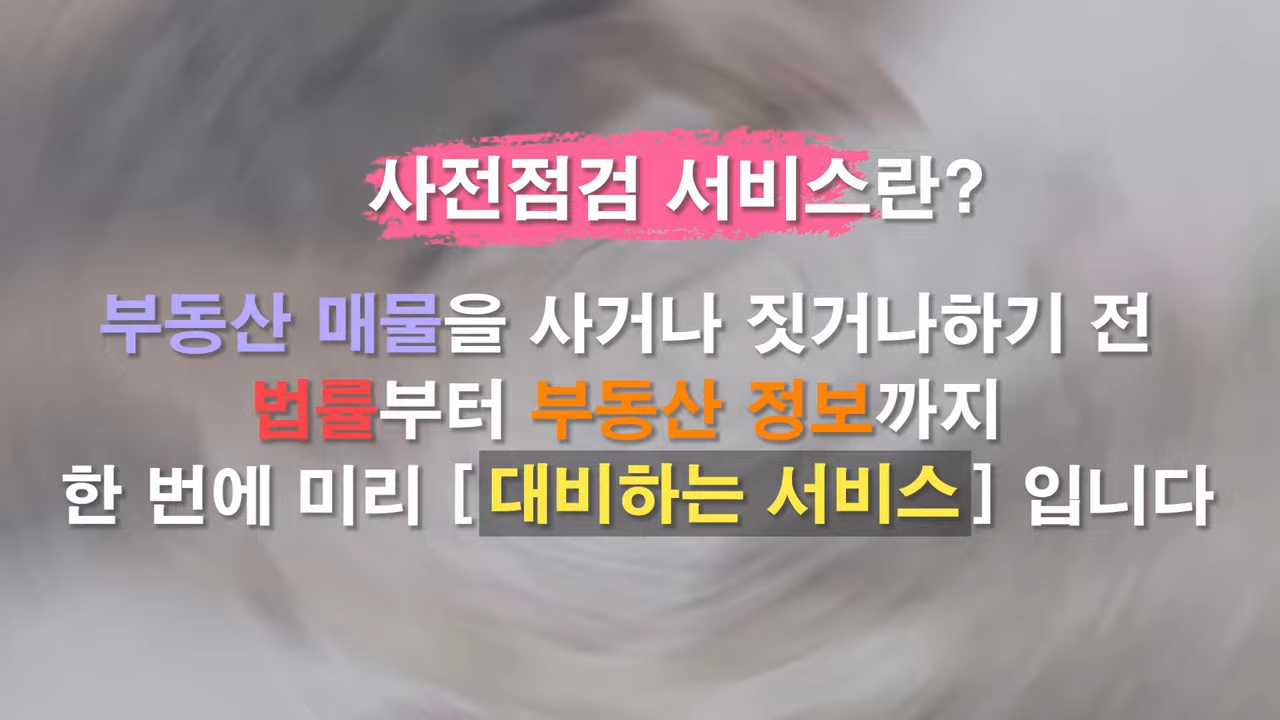 사전점검 서비스란?
부동산 매물을 사거나 짓거나하기 전
법률부터 부동산 정보까지
한 번에 미리 [대비하는 서비스] 입니다